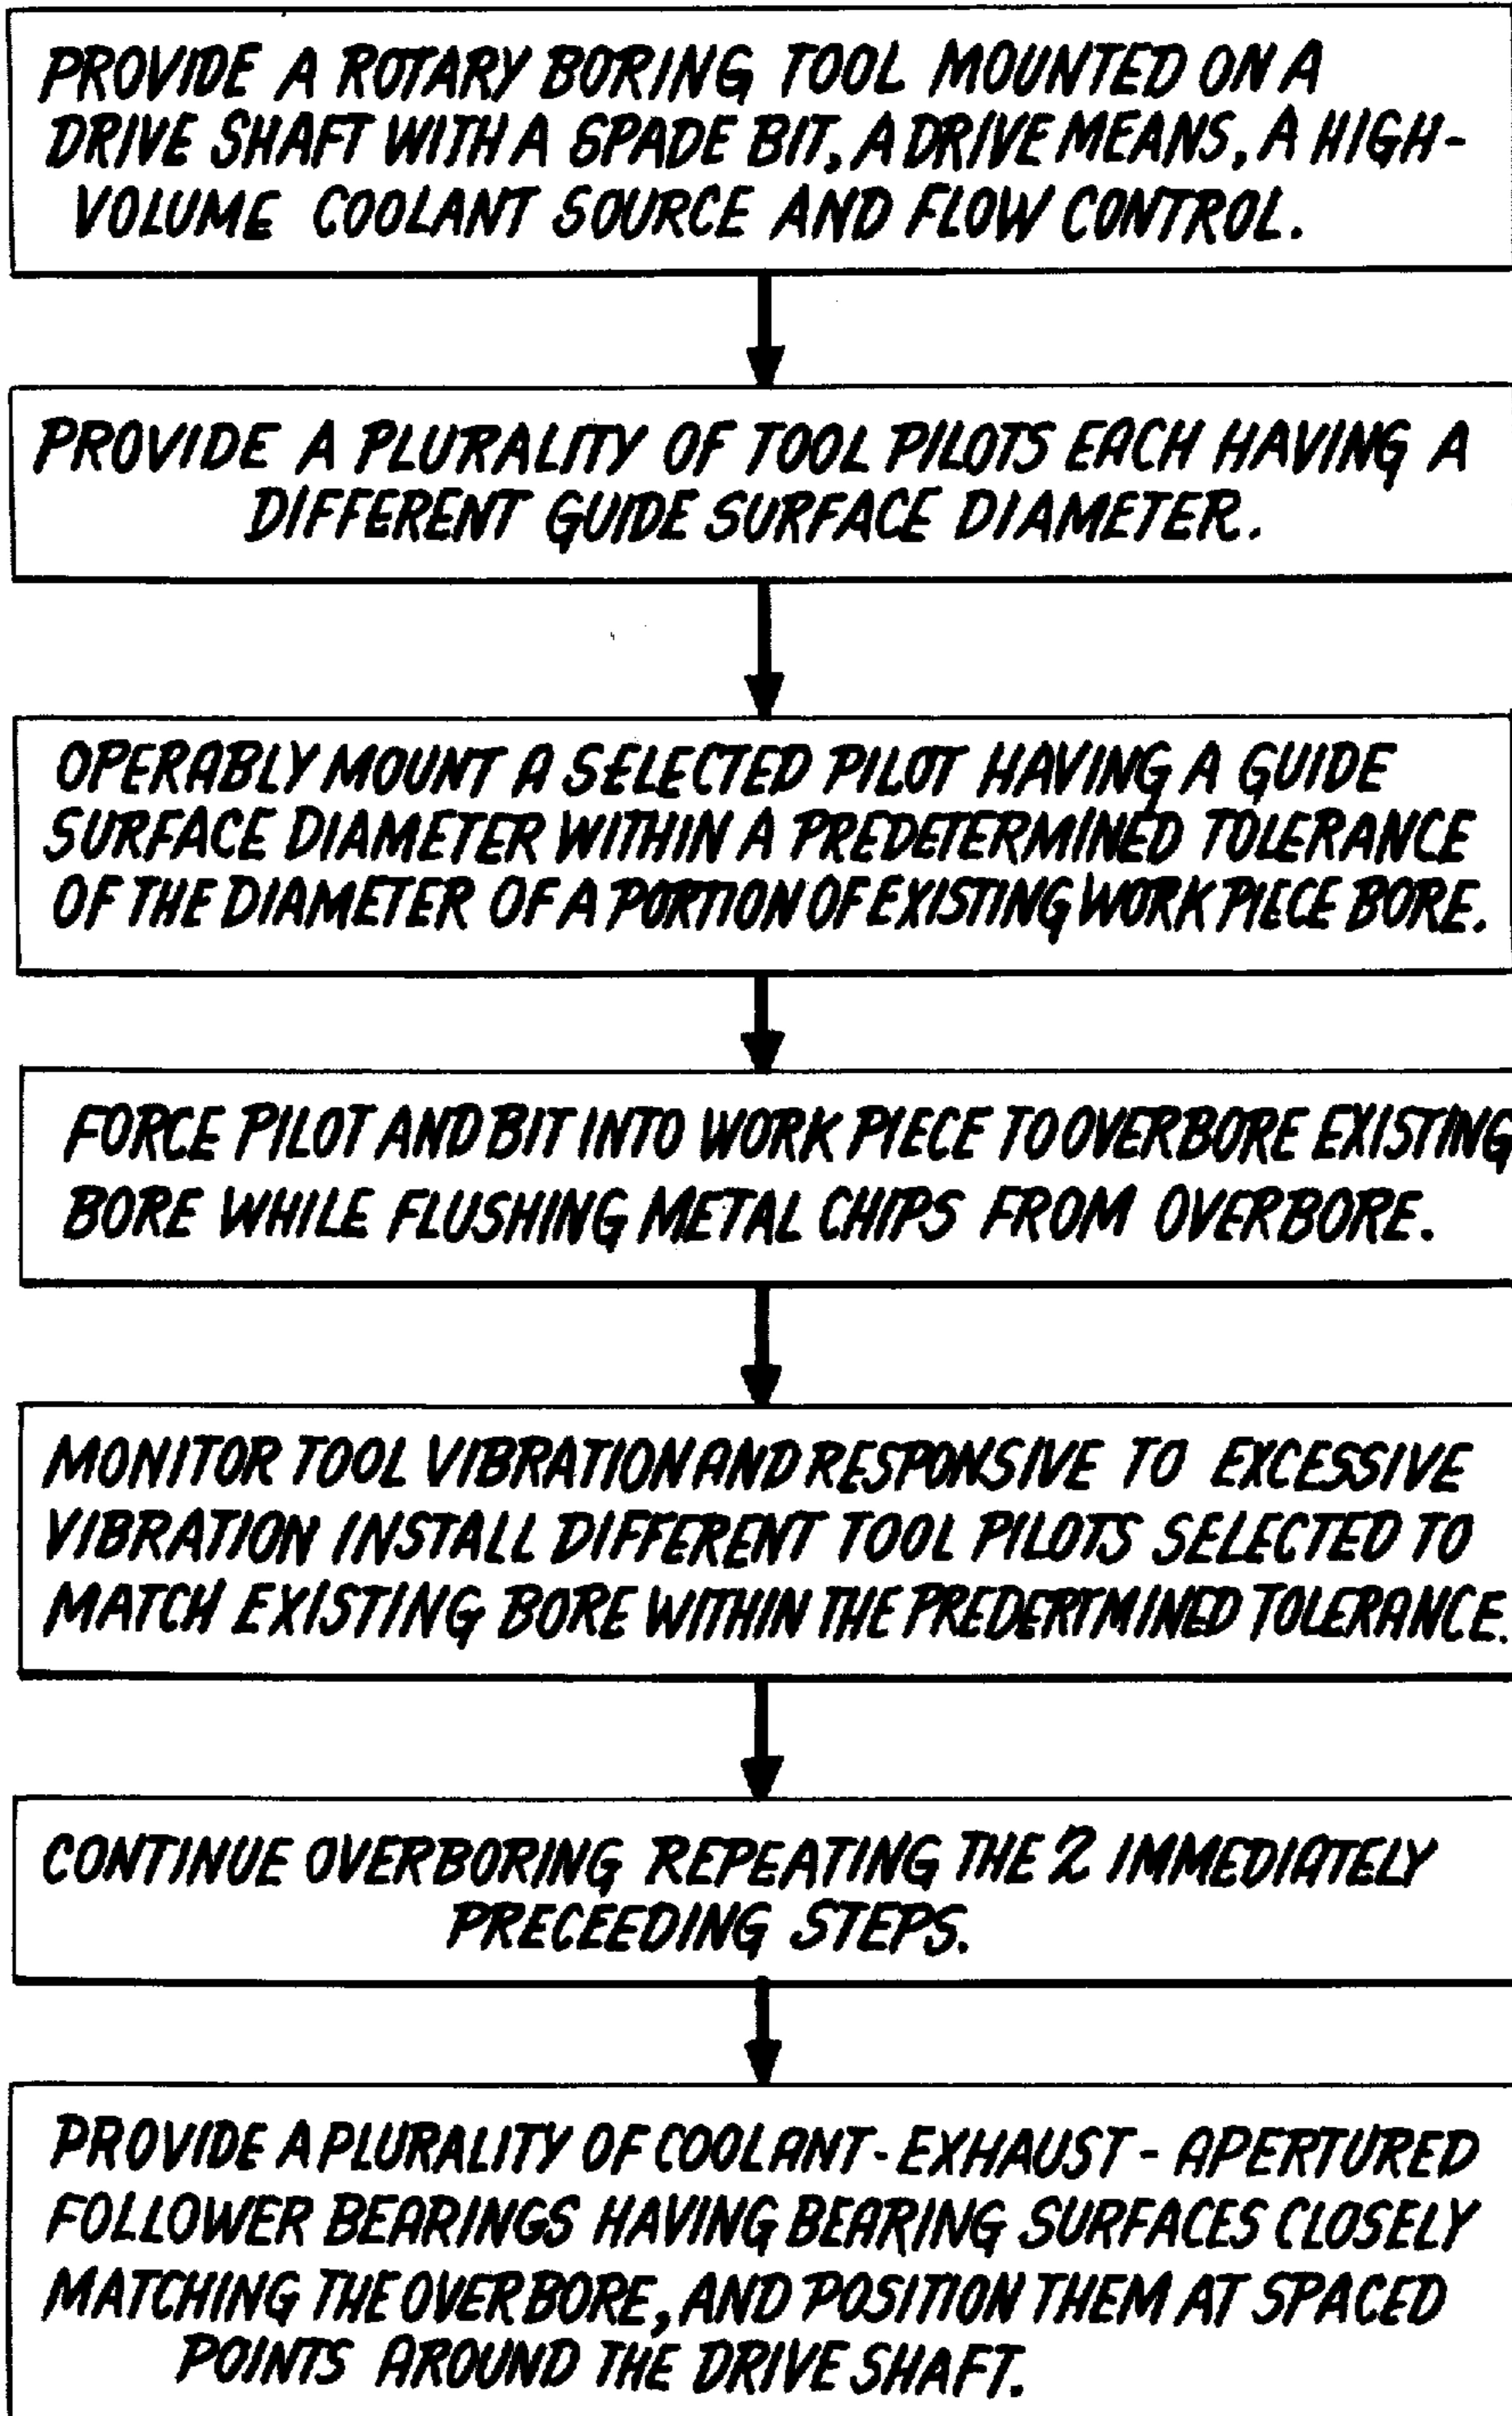 PROVIDE A ROTARY BORING TOOL MOUNTED ON A
DRIVE SHAFT WITH A SPADE BIT, A DRIVE MEANS, A HIGH-
VOLUME COOLANT SOURCE AND FLOW CONTROL.
PROVIDE A PLURALITY OF TOOL PILOTS EACH HAVING A
DIFFERENT GUIDE SURFACE DIAMETER.
OPERABLY MOUNT A SELECTED PILOT HAVING A GUIDE
SURFACE DIAMETER WITHIN A PREDETERMINED TOLERANCE
OF THE DIAMETER OF A PORTION OF EXISTING WORK PIECE BORE.
FORCE PILOT AND BIT INTO WORK PIECE TO OVERBORE EXISTING
BORE WHILE FLUSHING METAL CHIPS FROM OVERBORE.
MONITOR TOOL VIBRATION AND RESPONSIVE TO EXCESSIVE
VIBRATION INSTALL DIFFERENT TOOL PILOTS SELECTED TO
MATCH EXISTING BORE WITHIN THE PREDERTMINED TOLERANCE.
CONTINUE OVERBORING REPEATING THE 2 IMMEDIATELY
PRECEEDING STEPS.
PROVIDE A PLURALITY OF COOLANT-EXHAUST-APERTURED
FOLLOWER BEARINGS HAVING BEARING SURFACES CLOSELY
MATCHING THE OVERBORE, AND POSITION THEM AT SPACED
POINTS AROUND THE DRIVE SHAFT.